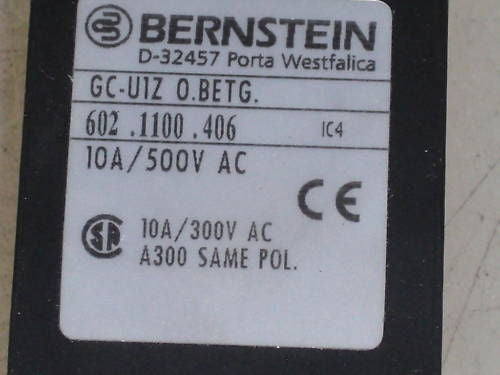 BERNSTEIN
D-32457 Porta Westfalica
GC-U1Z O.BETG.
602.1100.406 IC4
10A/500V AC
CE
SA 10A/300V AC
A300 SAME POL.